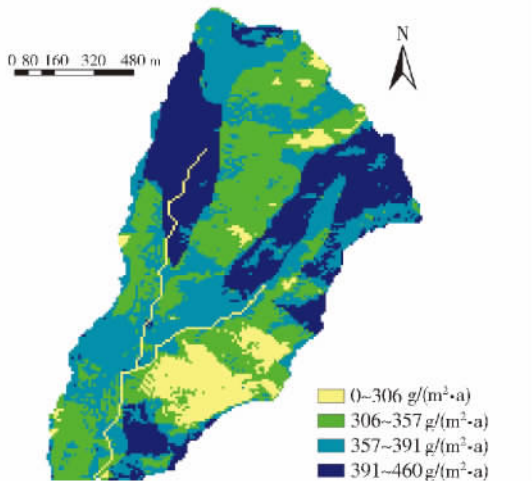 N
0 80 160 320 480 m
0~306 g/(m²•a)
306~357 g/(m²•a)
357~391 g/(m²•a)
391~460 g/(m²•a)